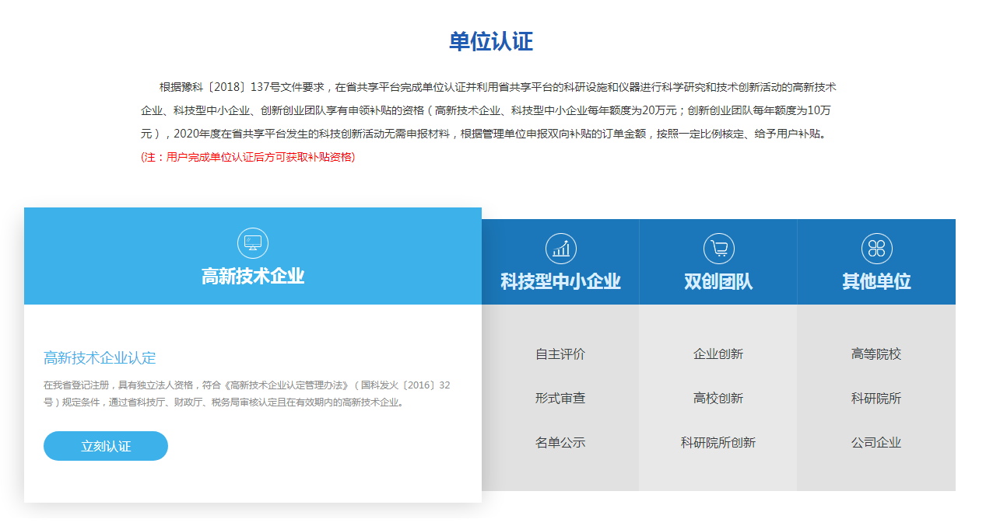 单位认证
根据豫科〔2018〕137号文件要求，在省共享平台完成单位认证并利用省共享平台的科研设施和仪器进行科学研究和技术创新活动的高新技术
企业、科技型中小企业、创新创业团队享有申领补贴的资格（高新技术企业、科技型中小企业每年额度为20万元；创新创业团队每年额度为10万
元），2020年度在省共享平台发生的科技创新活动无需申报材料，根据管理单位申报双向补贴的订单金额，按照一定比例核定、给予用户补贴。
(注：用户完成单位认证后方可获取补贴资格)
高新技术企业
高新技术企业认定
在我省登记注册，具有独立法人资格，符合《高新技术企业认定管理办法》（国科发火〔2016〕32
号）规定条件，通过省科技厅、财政厅、税务局审核认定且在有效期内的高新技术企业。
立刻认证
科技型中小企业
自主评价
形式审查
名单公示
双创团队
企业创新
高校创新
科研院所创新
其他单位
高等院校
科研院所
公司企业